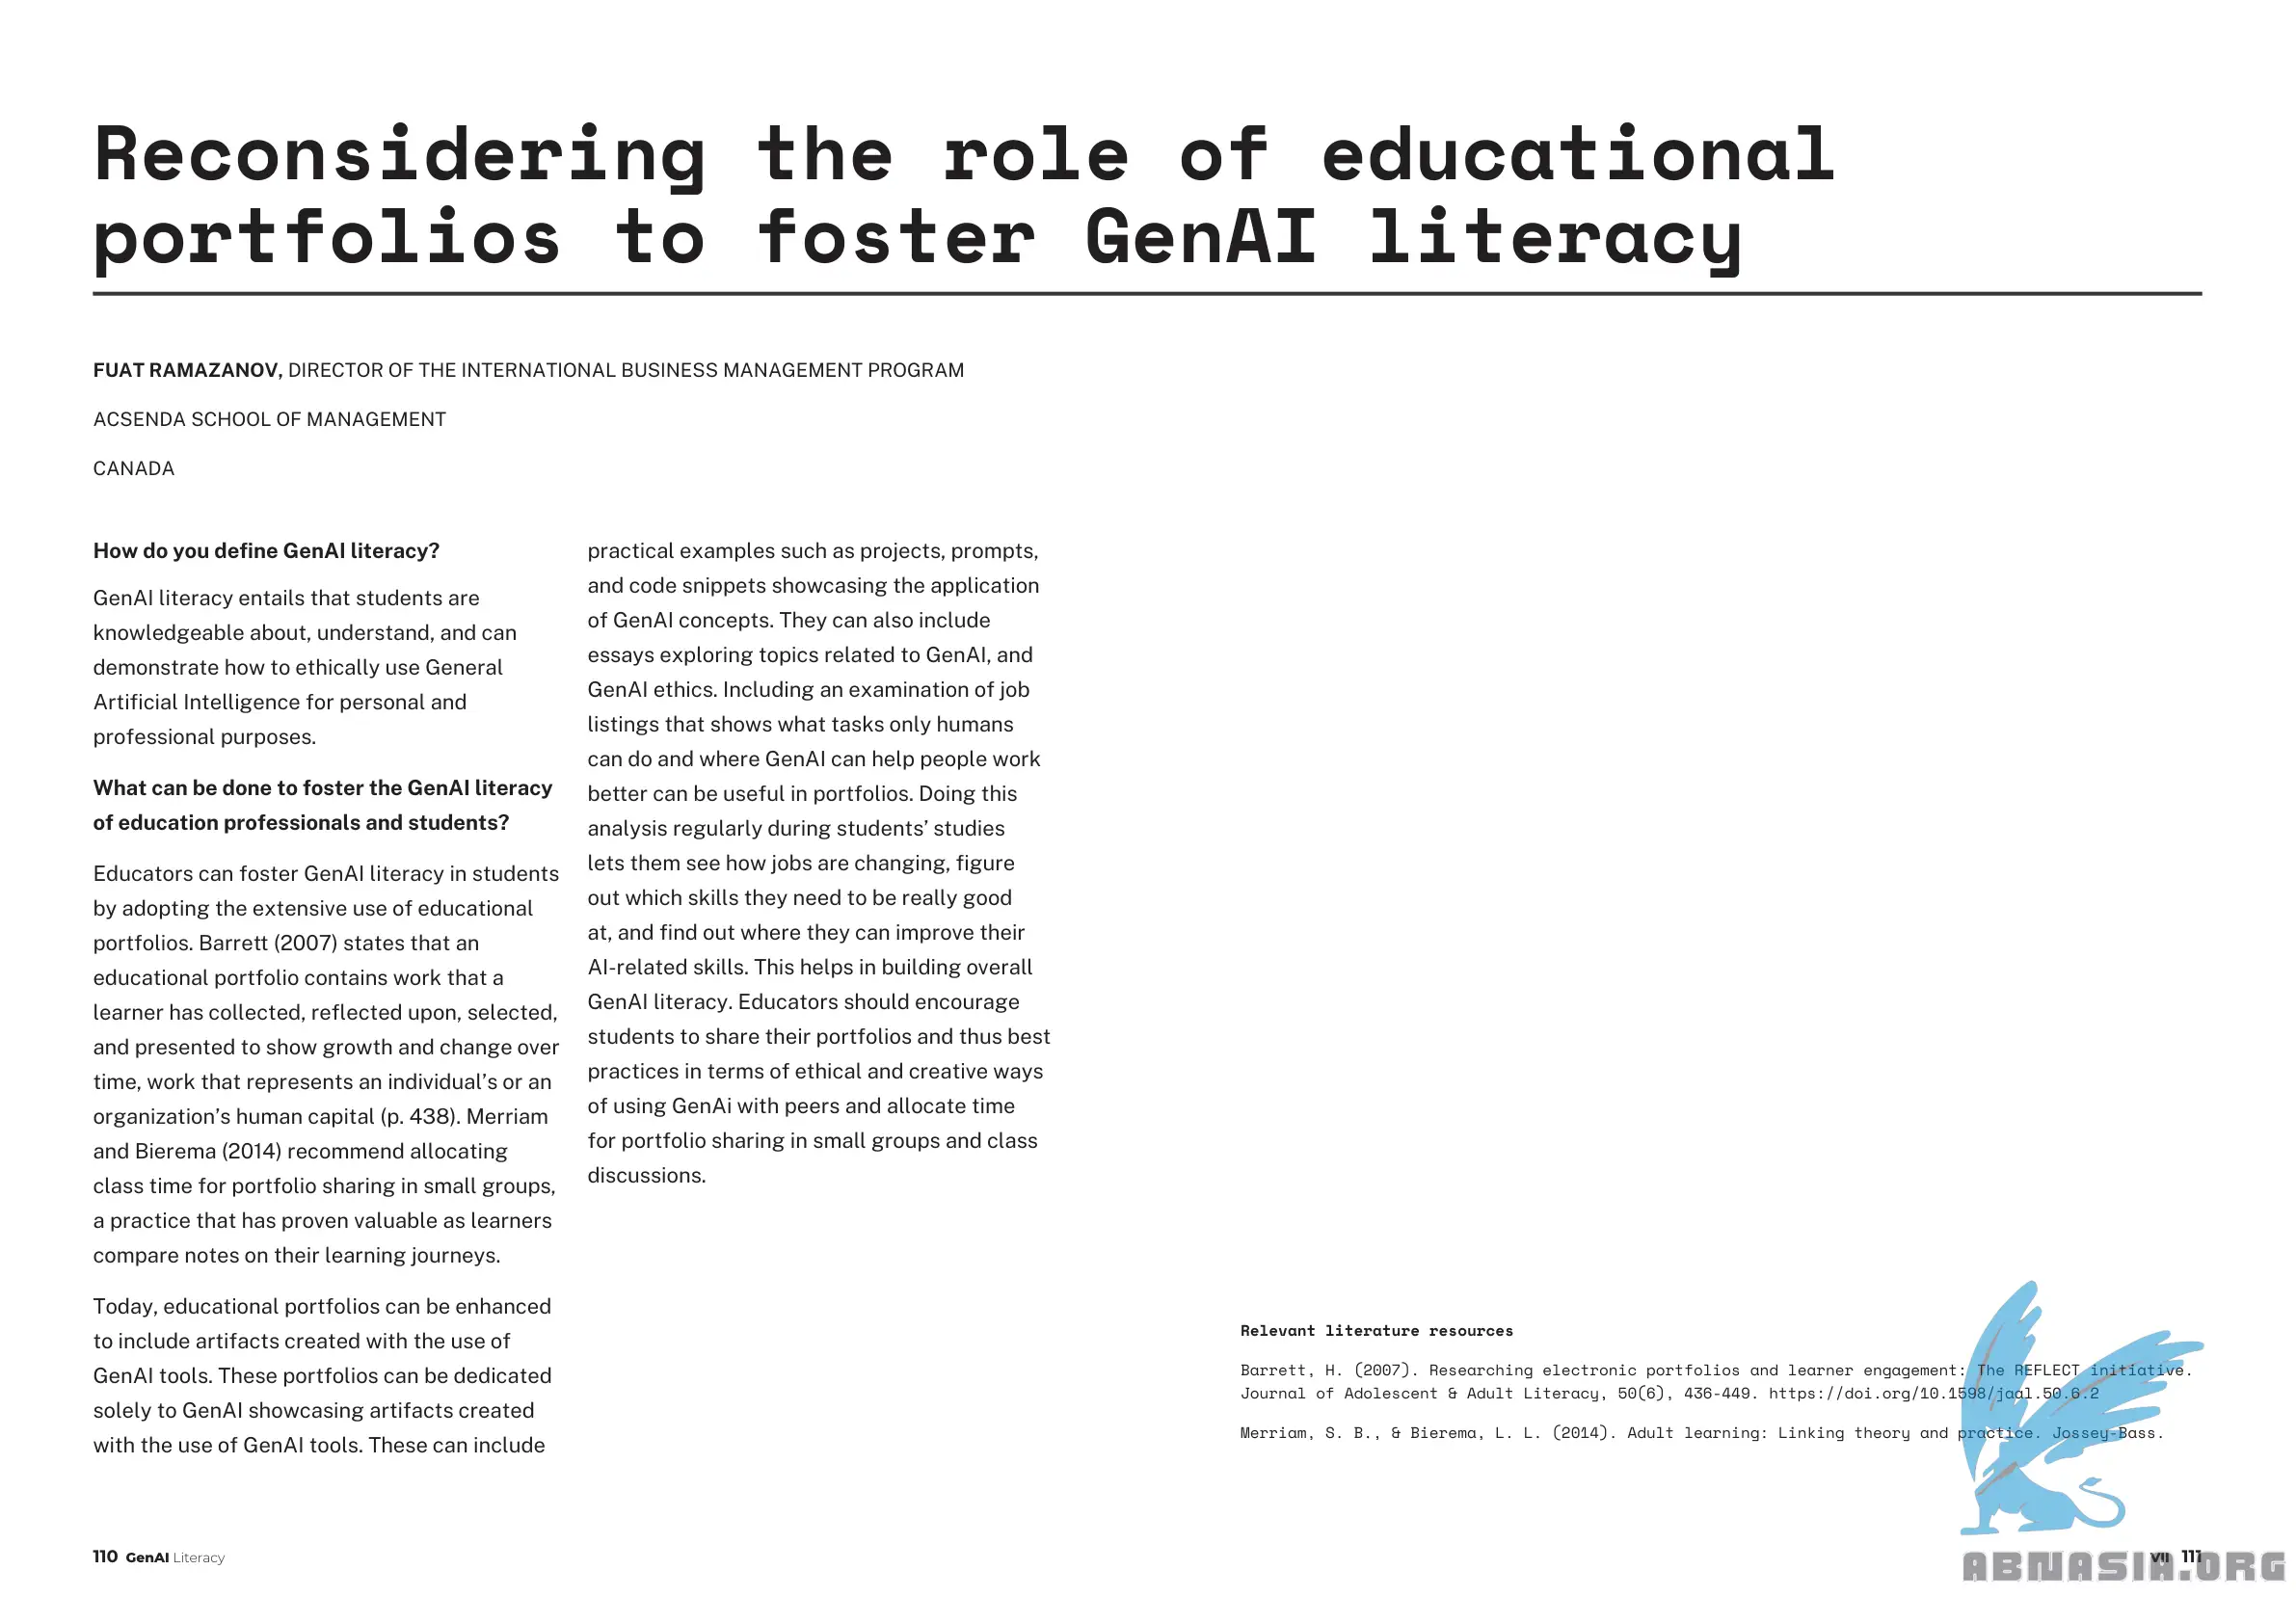 Reconsidering the role of educational
portfolios to foster GenAI literacy
FUAT RAMAZANOV, DIRECTOR OF THE INTERNATIONAL BUSINESS MANAGEMENT PROGRAM
ACSENDA SCHOOL OF MANAGEMENT
CANADA
How do you define GenAI literacy?
GenAI literacy entails that students are
knowledgeable about, understand, and can
demonstrate how to ethically use General
Artificial Intelligence for personal and
professional purposes.
What can be done to foster the GenAI literacy
of education professionals and students?
Educators can foster GenAI literacy in students
by adopting the extensive use of educational
portfolios. Barrett (2007) states that an
educational portfolio contains work that a
learner has collected, reflected upon, selected,
and presented to show growth and change over
time, work that represents an individual’s or an
organization’s human capital (p. 438). Merriam
and Bierema (2014) recommend allocating
class time for portfolio sharing in small groups,
a practice that has proven valuable as learners
compare notes on their learning journeys.
Today, educational portfolios can be enhanced
to include artifacts created with the use of
GenAI tools. These portfolios can be dedicated
solely to GenAI showcasing artifacts created
with the use of GenAI tools. These can include
practical examples such as projects, prompts,
and code snippets showcasing the application
of GenAI concepts. They can also include
essays exploring topics related to GenAI, and
GenAI ethics. Including an examination of job
listings that shows what tasks only humans
can do and where GenAI can help people work
better can be useful in portfolios. Doing this
analysis regularly during students’ studies
lets them see how jobs are changing, figure
out which skills they need to be really good
at, and find out where they can improve their
AI-related skills. This helps in building overall
GenAI literacy. Educators should encourage
students to share their portfolios and thus best
practices in terms of ethical and creative ways
of using GenAi with peers and allocate time
for portfolio sharing in small groups and class
discussions.
Relevant literature resources
Barrett, H. (2007). Researching electronic portfolios and learner engagement: The REFLECT initiative.
Journal of Adolescent & Adult Literacy, 50(6), 436-449. https://doi.org/10.1598/jaal.50.6.2
Merriam, S. B., & Bierema, L. L. (2014). Adult learning: Linking theory and practice. Jossey-Bass.
110 GenAI Literacy
VII 111
ABNASIA.ORG